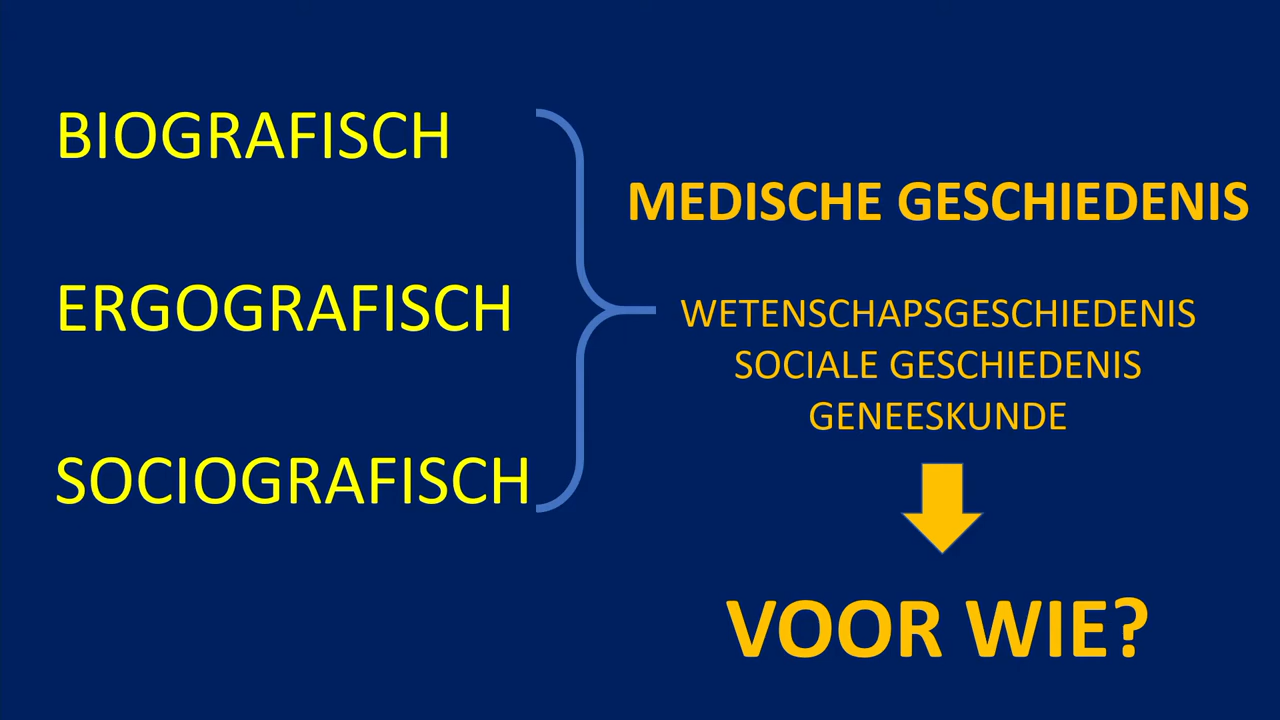 BIOGRAFISCH
ERGOGRAFISCH
SOCIOGRAFISCH
MEDISCHE GESCHIEDENIS
WETENSCHAPSGESCHIEDENIS
SOCIALE GESCHIEDENIS
GENEESKUNDE
VOOR WIE?